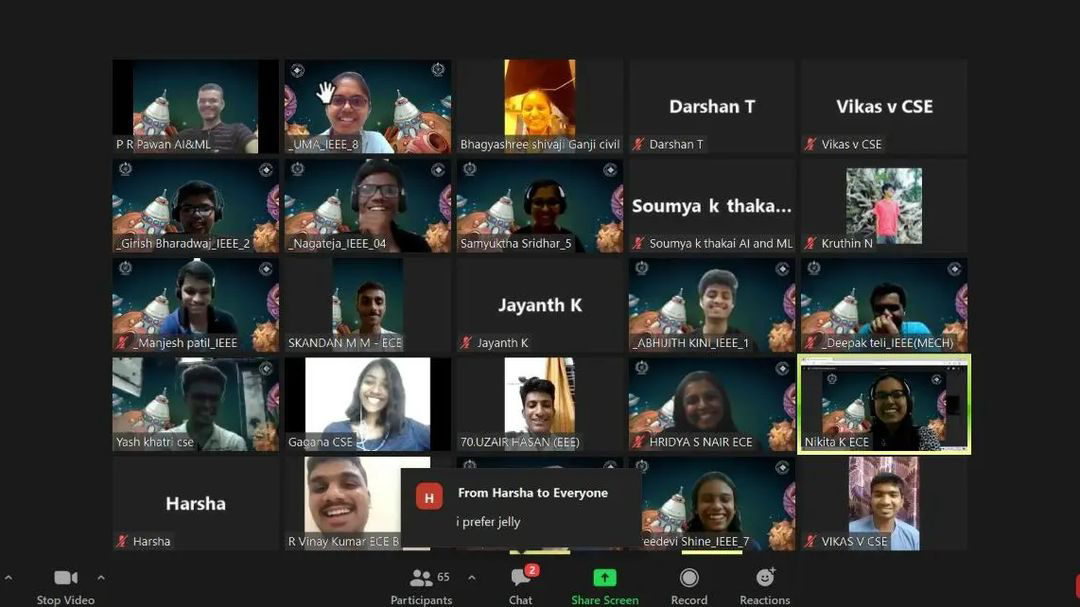 P R Pawan AI&ML
_UMA_IEEE_8
Bhagyashree shivaji Ganji civil
Darshan T
Darshan T
Vikas v CSE
Vikas v CSE
_Girish Bharadwaj_IEEE_2
_Nagateja_IEEE_04
Samyuktha Sridhar_5
Soumya k thaka...
Soumya k thakai AI and ML
Kruthin N
_Manjesh patil_IEEE
SKANDAN M M - ECE
Jayanth K
Jayanth K
_ABHIJITH KINI_IEEE_1
_Deepak teli_IEEE(MECH)
Yash khatri cse
Gagana CSE
70.UZAIR HASAN (EEE)
HRIDYA S NAIR ECE
Nikita K ECE
Harsha
Harsha
R Vinay Kumar ECE B
H
From Harsha to Everyone
i prefer jelly
reedevi Shine_IEEE_7
VIKAS V CSE
Stop Video
65
Participants
2
Chat
Share Screen
Record
Reactions